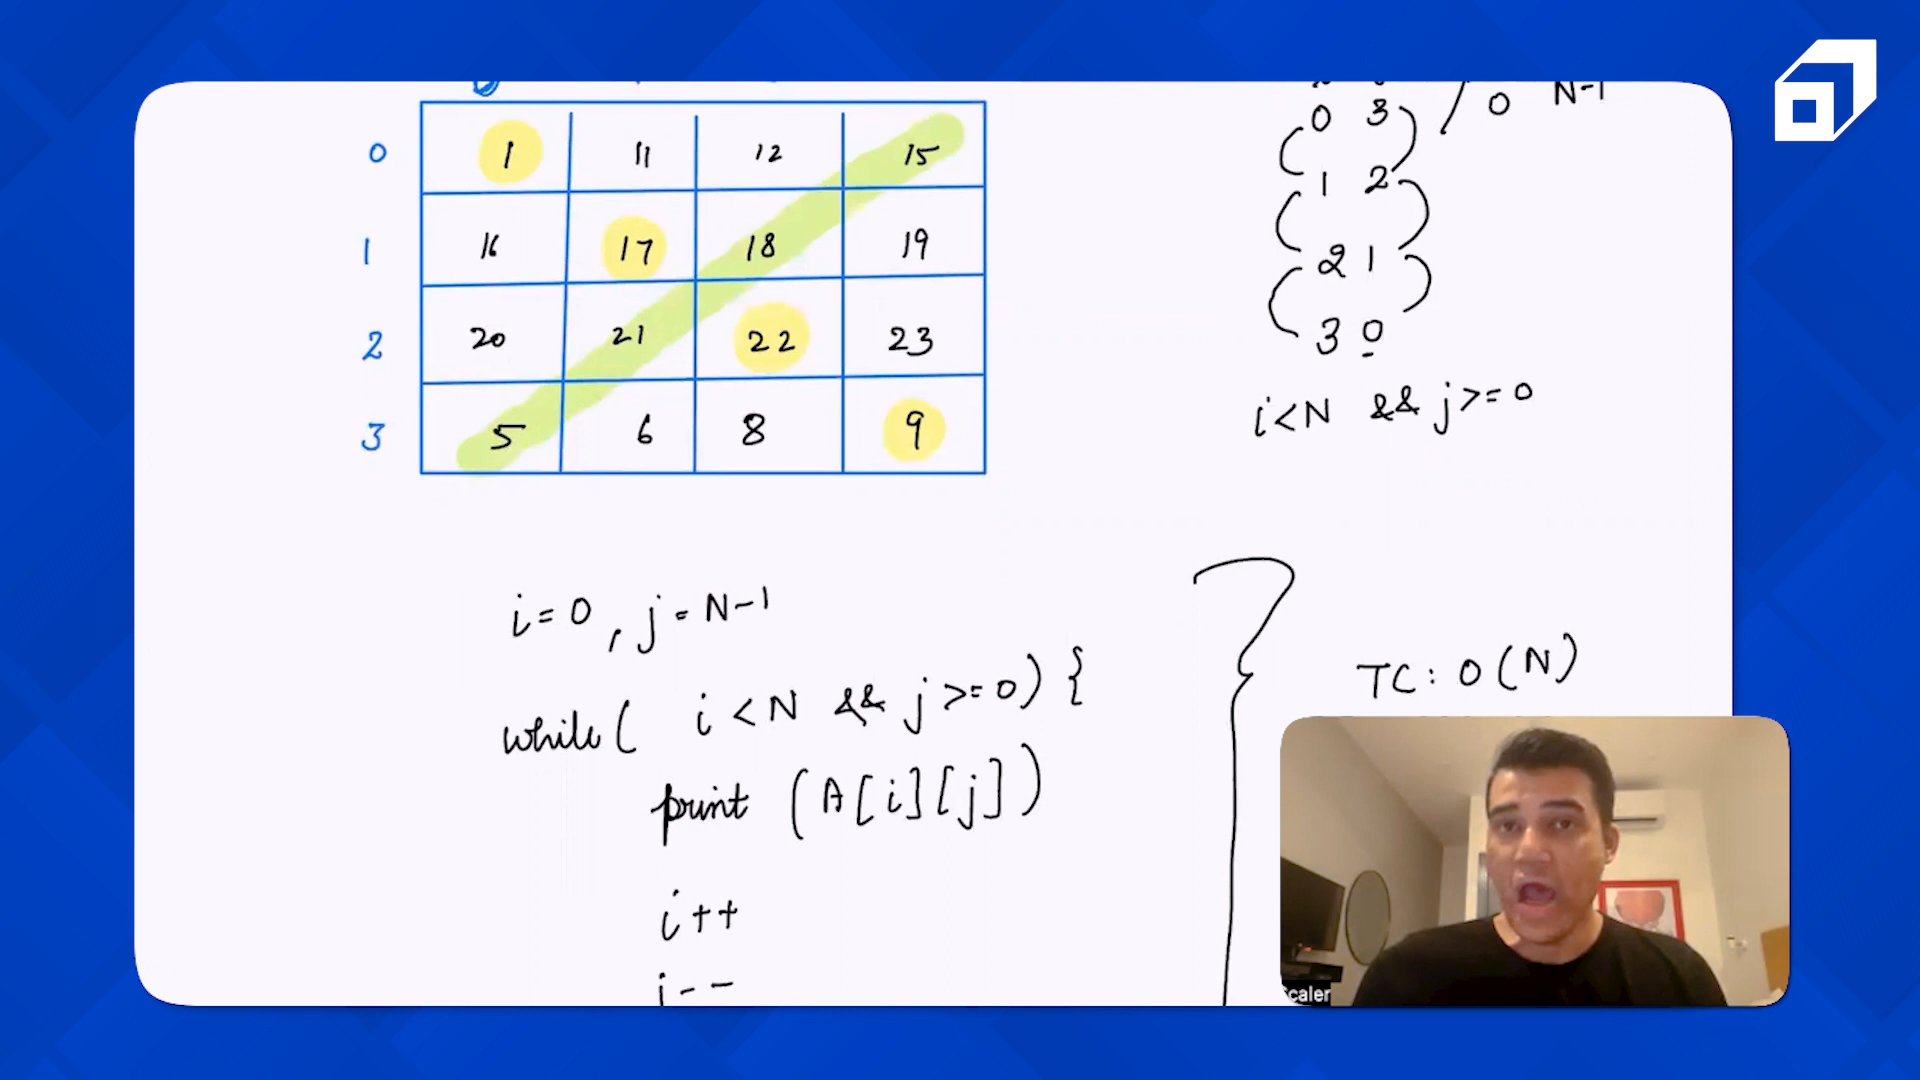 0 1 11 12 15
1 16 17 18 19
2 20 21 22 23
3 5 6 8 9
0 3 / 0 N-1
1 2
2 1
3 0
i<N && j>=0
i=0, j=N-1
while( i<N && j>=0) {
print (A[i][j])
i++
j--
TC: O(N)
caler